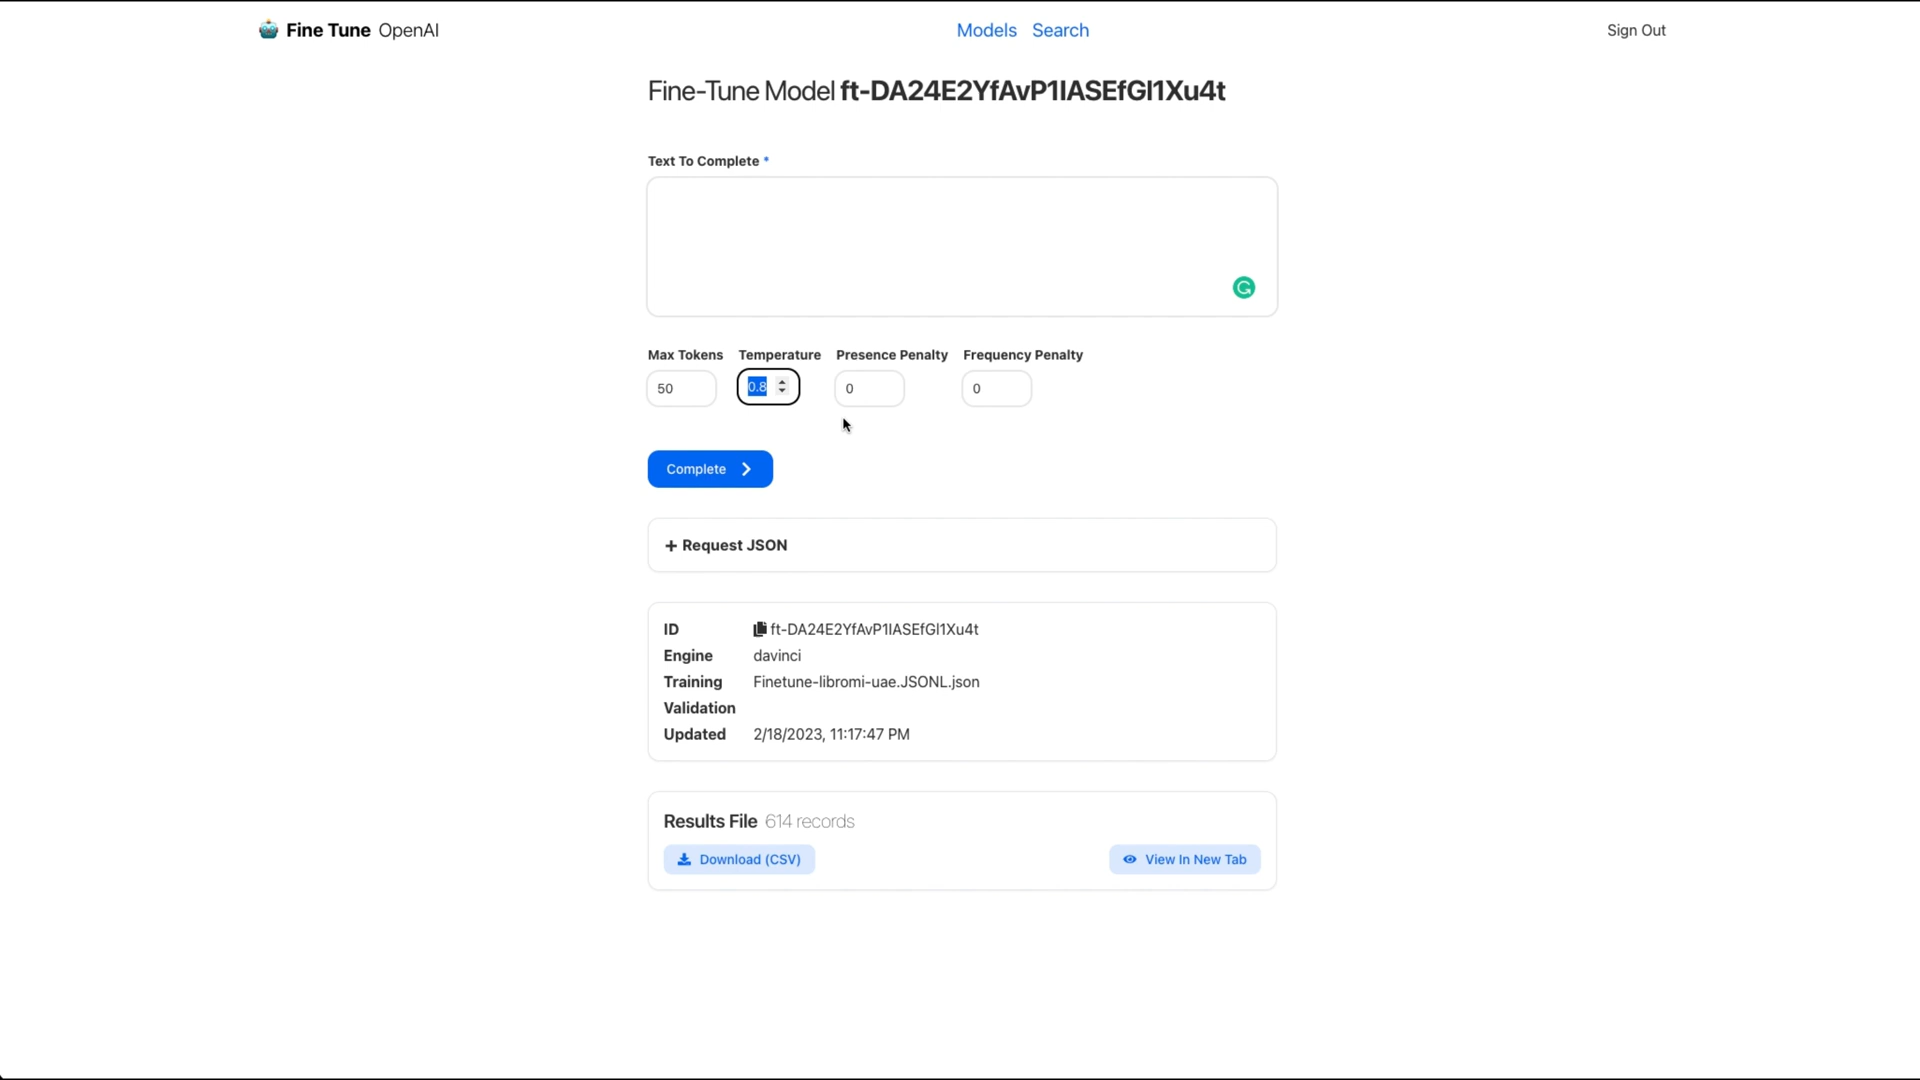 Fine Tune OpenAI
Models Search
Sign Out
Fine-Tune Model ft-DA24E2YfAvP1IASEfGI1Xu4t
Text To Complete *
Max Tokens Temperature Presence Penalty Frequency Penalty
50 0.8 0 0
Complete
+ Request JSON
ID ft-DA24E2YfAvP1IASEfGI1Xu4t
Engine davinci
Training Finetune-libromi-uae.JSONL.json
Validation
Updated 2/18/2023, 11:17:47 PM
Results File 614 records
Download (CSV)
View In New Tab